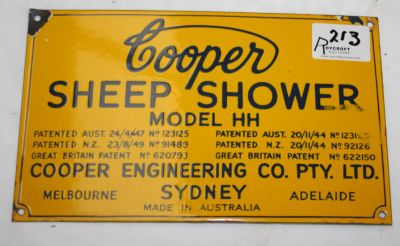 Cooper
213
ROYCROFT
SHEEP SHOWER
MODEL HH
PATENTED AUST. 24/4/47 Nº 123125
PATENTED AUST. 20/11/44 Nº
PATENTED N.Z. 23/8/49 Nº 91489
PATENTED N.Z. 20/11/44 Nº 92126
GREAT BRITAIN PATENT Nº 620793
GREAT BRITAIN PATENT Nº 622150
COOPER ENGINEERING CO. PTY. LTD.
MELBOURNE SYDNEY ADELAIDE
MADE IN AUSTRALIA